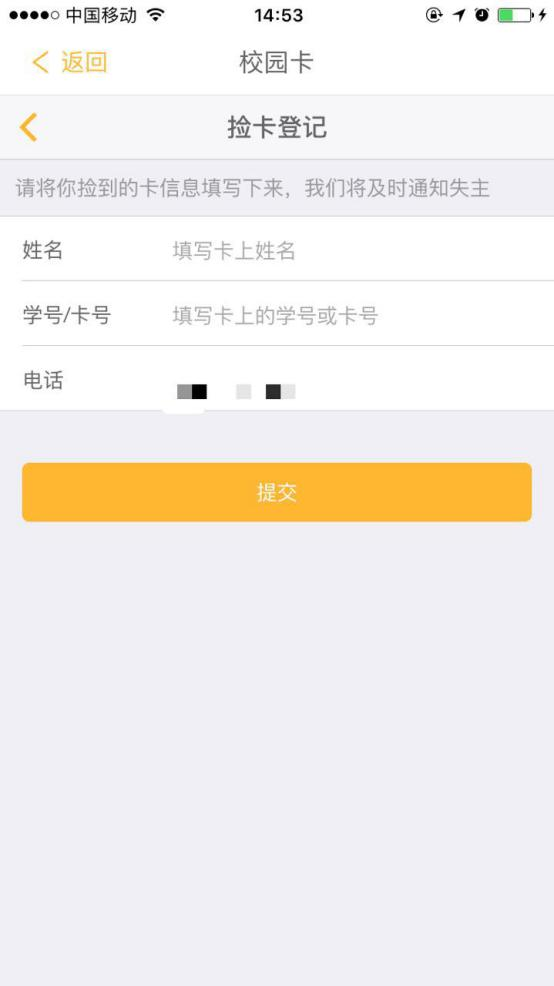 中国移动 14:53
返回 校园卡
捡卡登记
请将你捡到的卡信息填写下来，我们将及时通知失主
姓名 填写卡上姓名
学号/卡号 填写卡上的学号或卡号
电话
提交